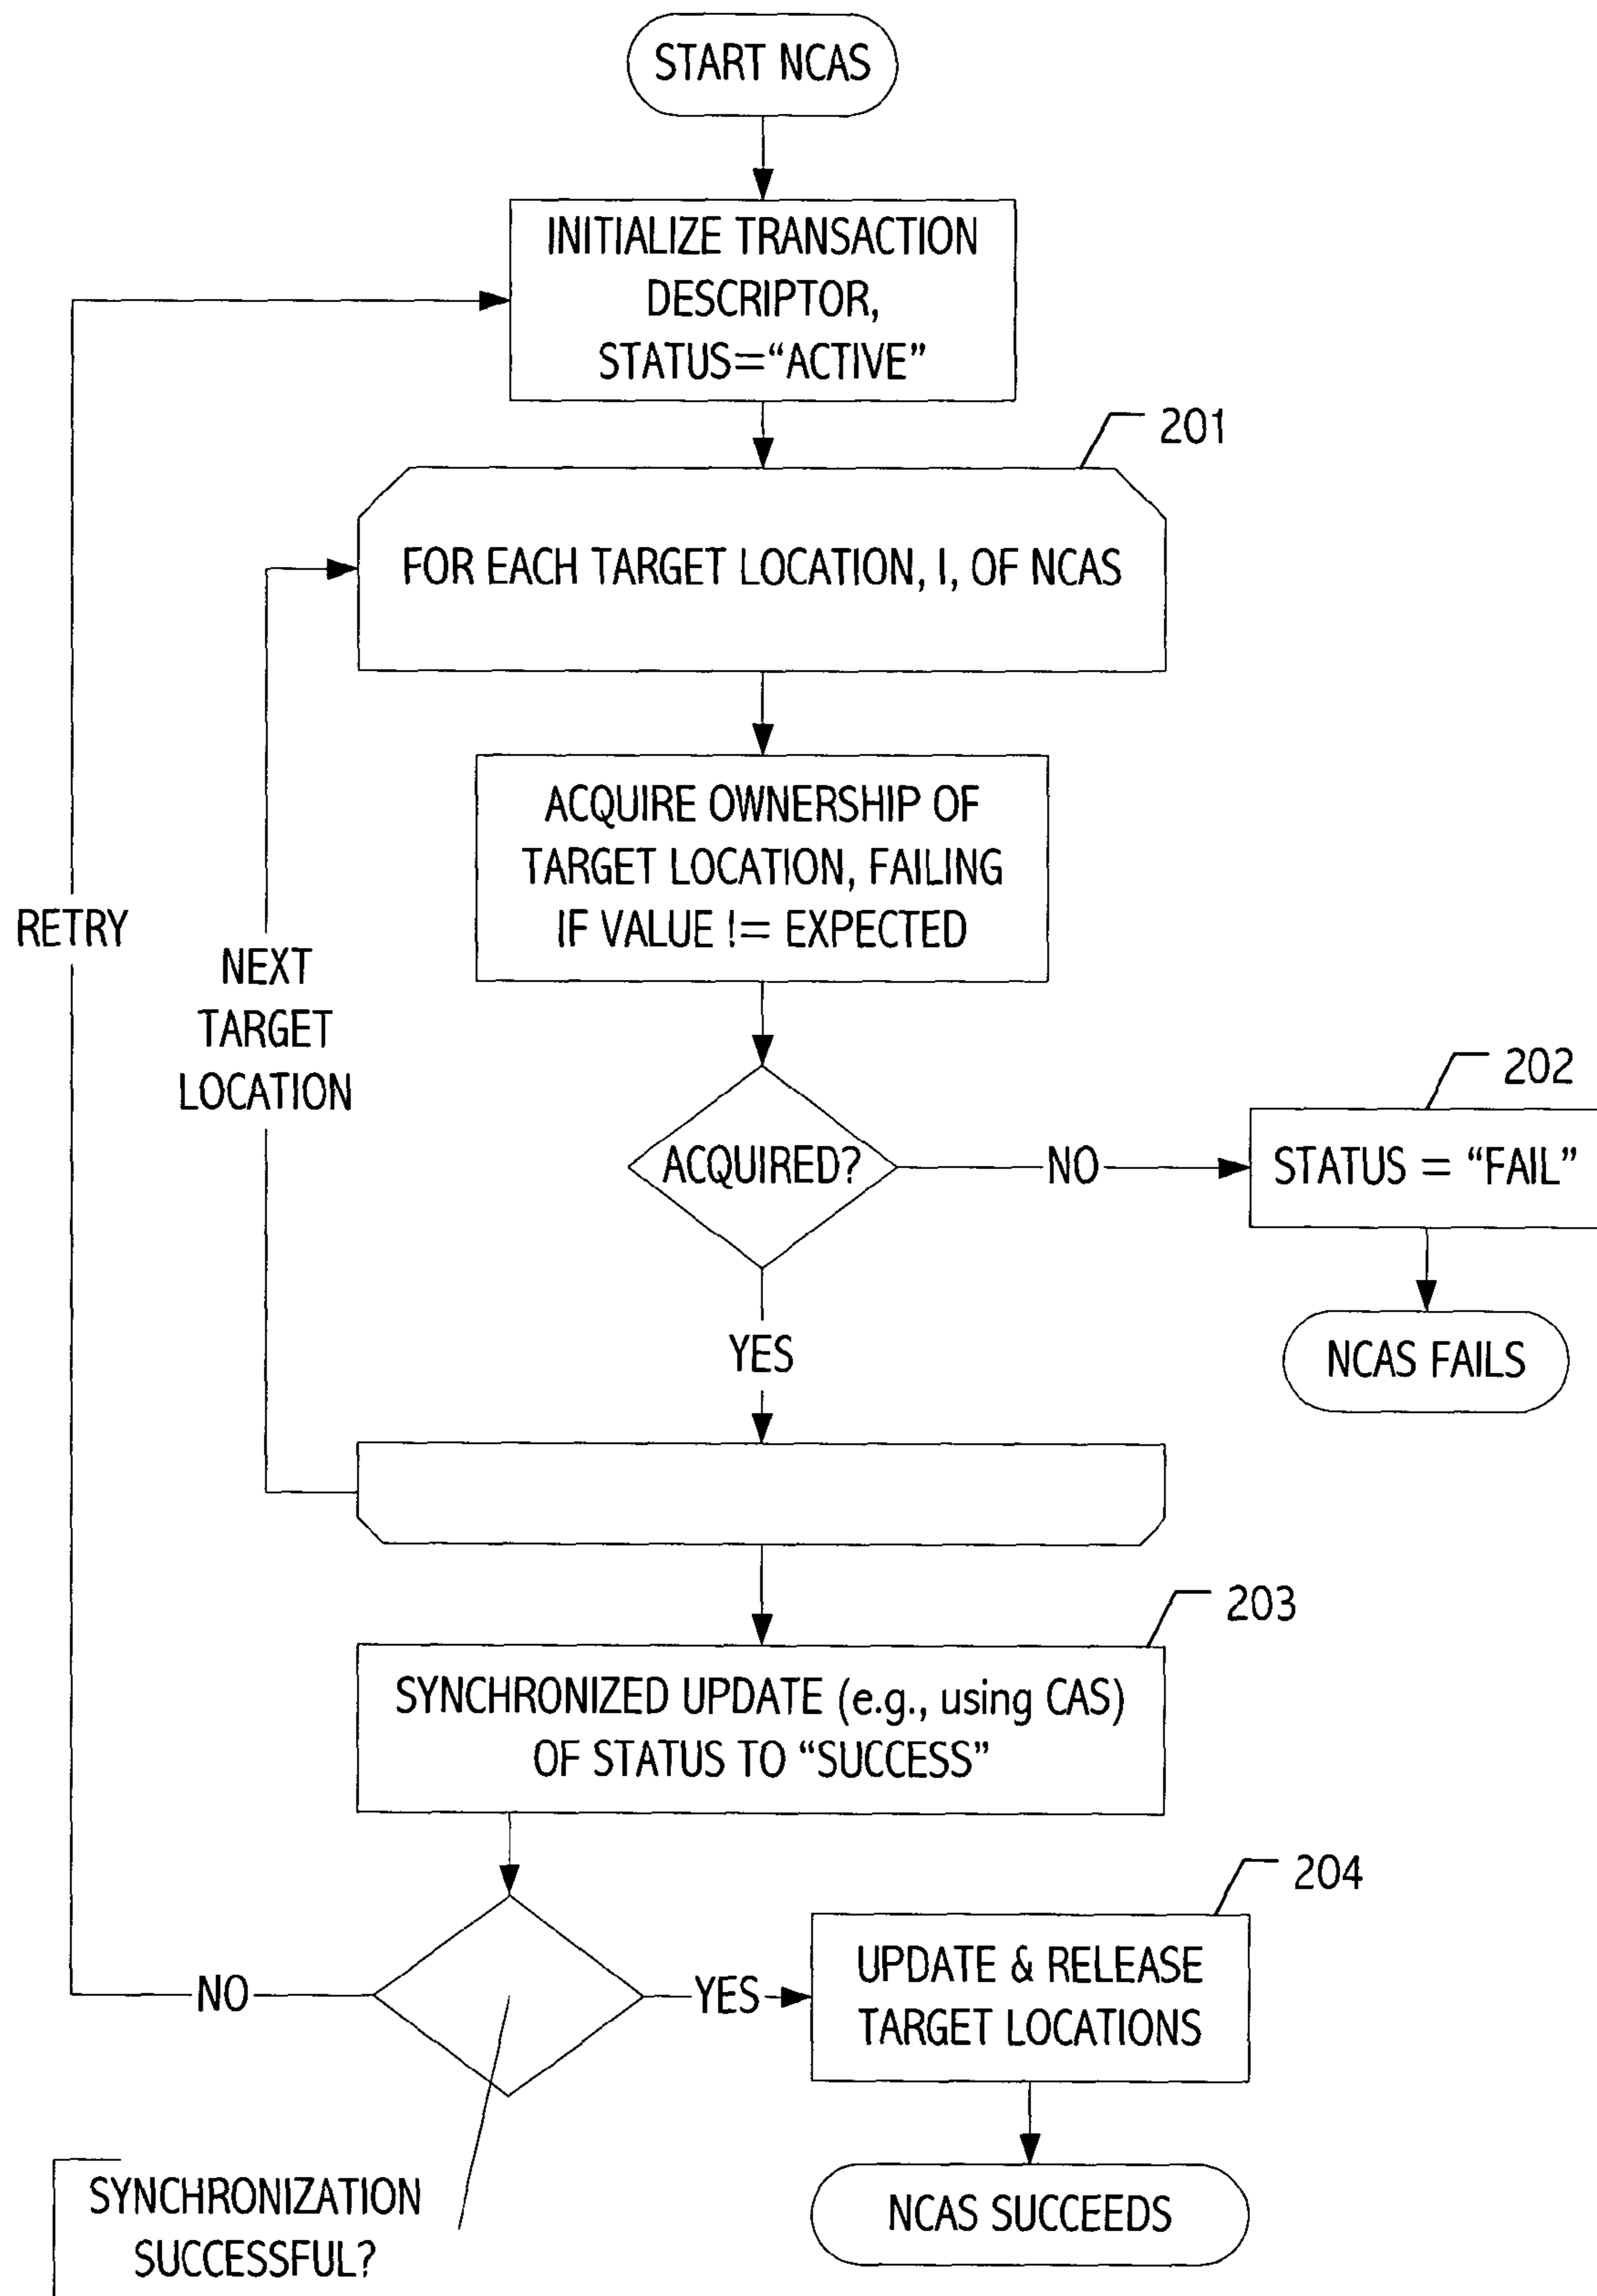 START NCAS
INITIALIZE TRANSACTION
DESCRIPTOR,
STATUS=“ACTIVE”
201
FOR EACH TARGET LOCATION, I, OF NCAS
ACQUIRE OWNERSHIP OF
TARGET LOCATION, FAILING
IF VALUE != EXPECTED
RETRY
NEXT
TARGET
LOCATION
ACQUIRED?
NO
202
STATUS = “FAIL”
NCAS FAILS
YES
203
SYNCHRONIZED UPDATE (e.g., using CAS)
OF STATUS TO “SUCCESS”
204
NO
YES
UPDATE & RELEASE
TARGET LOCATIONS
SYNCHRONIZATION
SUCCESSFUL?
NCAS SUCCEEDS